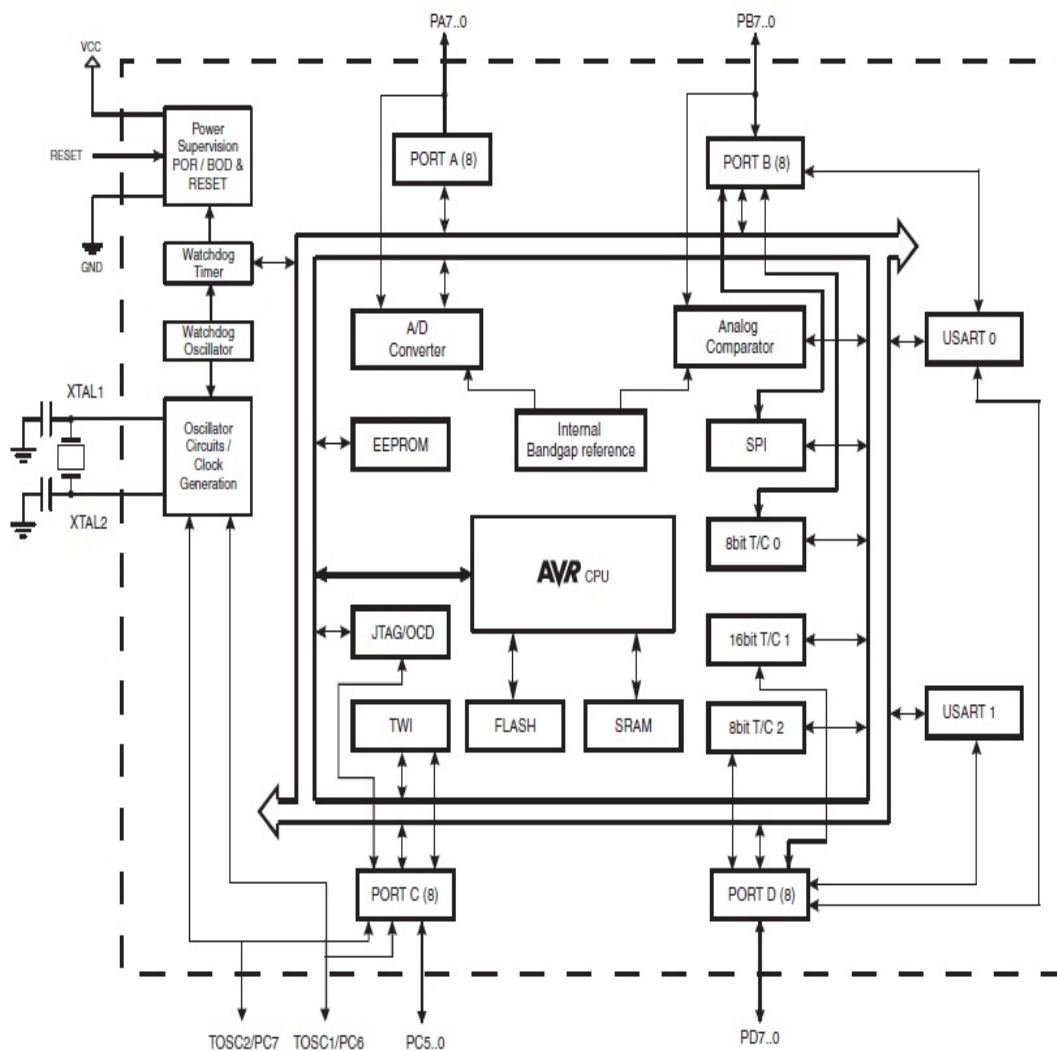 PA7..0
PB7..0
VCC
RESET
GND
Power
Supervision
POR / BOD &
RESET
PORT A (8)
PORT B (8)
Watchdog
Timer
Watchdog
Oscillator
XTAL1
XTAL2
Oscillator
Circuits /
Clock
Generation
A/D
Converter
Analog
Comparator
USART 0
EEPROM
Internal
Bandgap reference
SPI
AVR CPU
8bit T/C 0
JTAG/OCD
16bit T/C 1
TWI
FLASH
SRAM
8bit T/C 2
USART 1
PORT C (8)
PORT D (8)
TOSC2/PC7
TOSC1/PC6
PC5..0
PD7..0